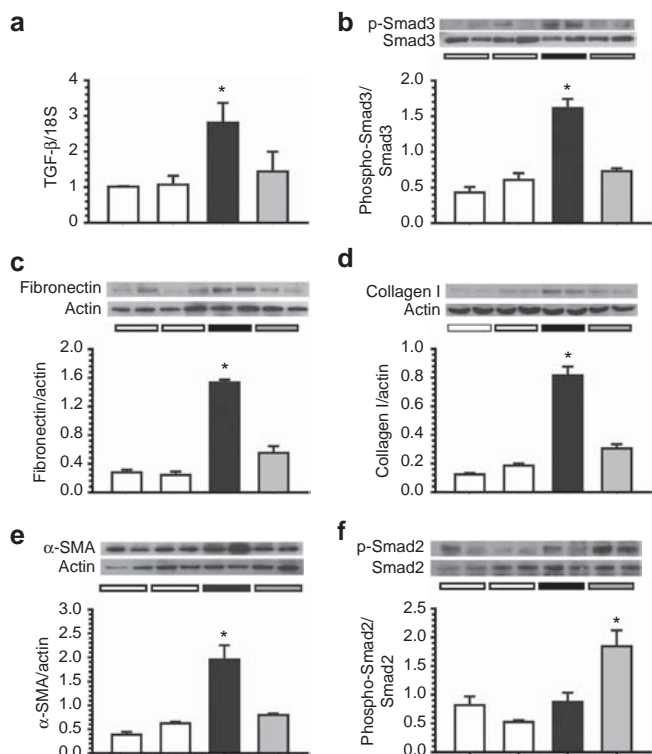 a
TGF-β/18S
4
3
2
1
0
*
b
p-Smad3
Smad3
Phospho-Smad3/
Smad3
2.0
1.5
1.0
0.5
0.0
*
c
Fibronectin
Actin
Fibronectin/actin
1.6
1.2
0.8
0.4
0.0
*
d
Collagen I
Actin
Collagen I/actin
1.0
0.8
0.6
0.4
0.2
0.0
*
e
α-SMA
Actin
α-SMA/actin
3.0
2.5
2.0
1.5
1.0
0.5
0.0
*
f
p-Smad2
Smad2
Phospho-Smad2/
Smad2
2.5
2.0
1.5
1.0
0.5
0.0
*